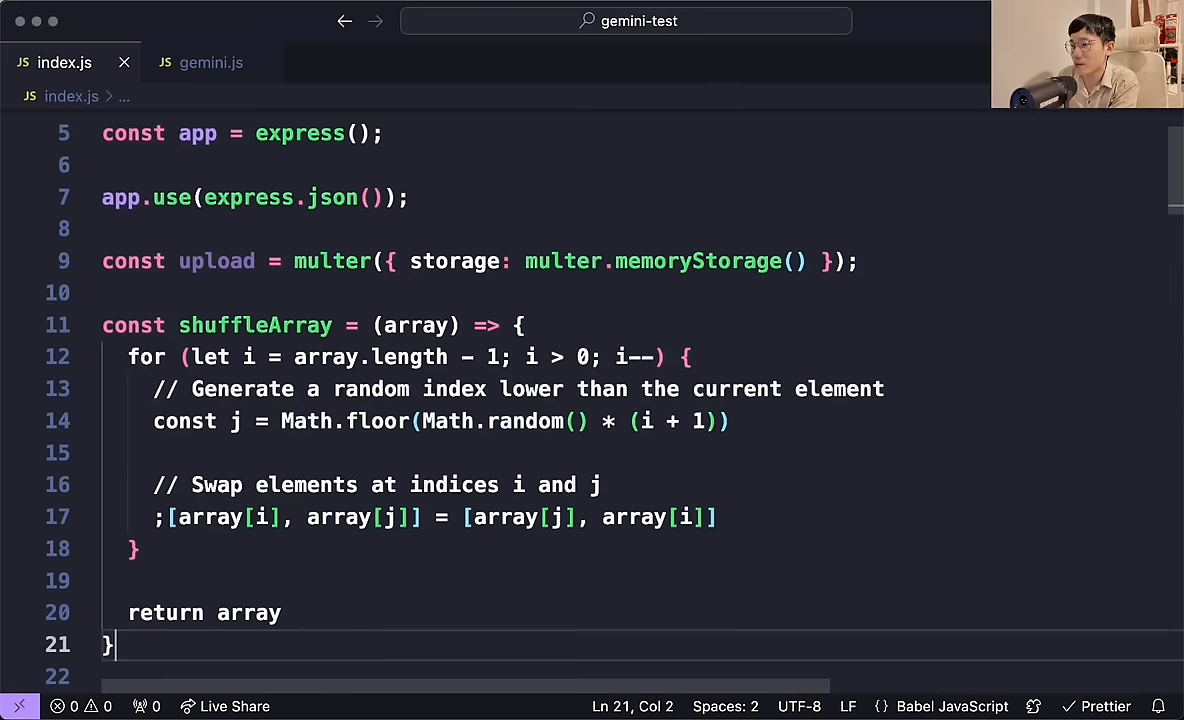 gemini-test
JS index.js
JS gemini.js
JS index.js > ...
5 const app = express();
6
7 app.use(express.json());
8
9 const upload = multer({ storage: multer.memoryStorage() });
10
11 const shuffleArray = (array) => {
12 for (let i = array.length - 1; i > 0; i--) {
13 // Generate a random index lower than the current element
14 const j = Math.floor(Math.random() * (i + 1))
15
16 // Swap elements at indices i and j
17 ;[array[i], array[j]] = [array[j], array[i]]
18 }
19
20 return array
21 }
22
0 0 0 Live Share Ln 21, Col 2 Spaces: 2 UTF-8 LF {} Babel JavaScript Prettier